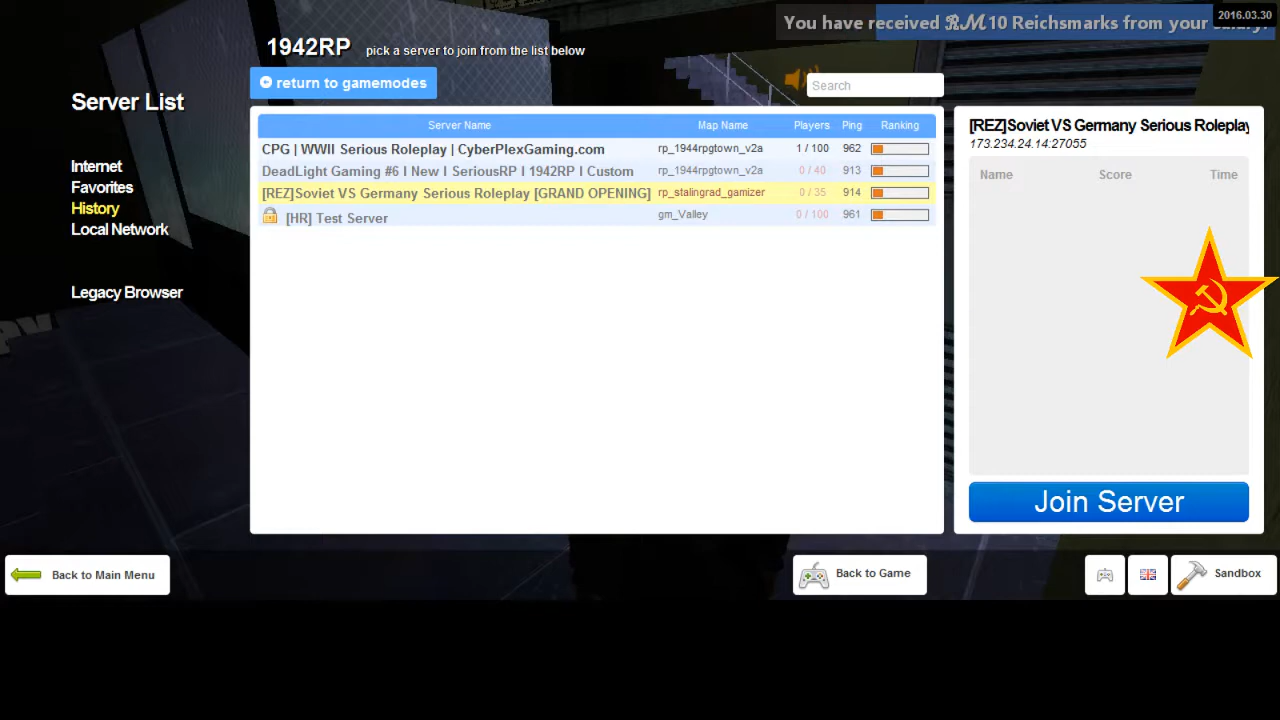 You have received ℛℳ 10 Reichsmarks from your salary.
2016.03.30
1942RP pick a server to join from the list below
return to gamemodes
Search
Server List
Internet
Favorites
History
Local Network
Legacy Browser
Server Name Map Name Players Ping Ranking
CPG | WWII Serious Roleplay | CyberPlexGaming.com rp_1944rpgtown_v2a 1 / 100 962
DeadLight Gaming #6 I New I SeriousRP I 1942RP I Custom rp_1944rpgtown_v2a 0 / 40 913
[REZ]Soviet VS Germany Serious Roleplay [GRAND OPENING] rp_stalingrad_gamizer 0 / 35 914
[HR] Test Server gm_Valley 0 / 100 961
[REZ]Soviet VS Germany Serious Roleplay
173.234.24.14:27055
Name Score Time
Join Server
Back to Main Menu
Back to Game
Sandbox